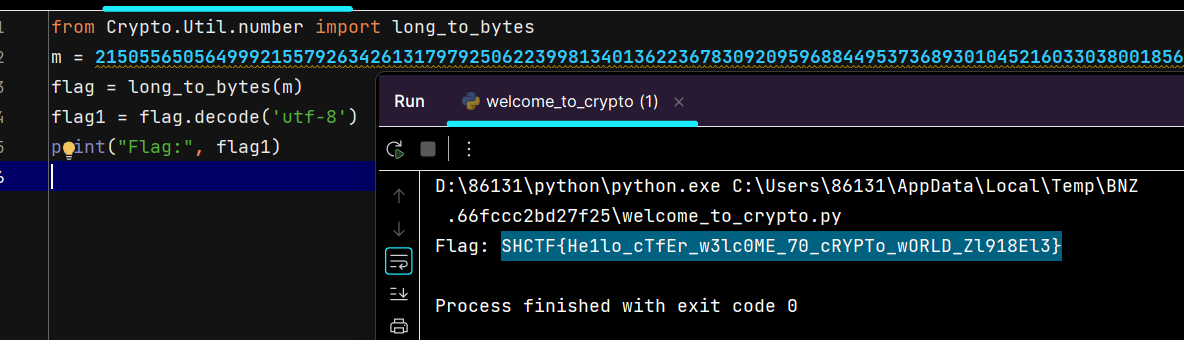 1 from Crypto.Util.number import long_to_bytes
2 m = 215055650564999215579263426131797925062239981340136223678309209596884495373689301045216033038001856
3 flag = long_to_bytes(m)
4 flag1 = flag.decode('utf-8')
5 print("Flag:", flag1)
6
Run welcome_to_crypto (1) ×
D:\86131\python\python.exe C:\Users\86131\AppData\Local\Temp\BNZ
.66fccc2bd27f25\welcome_to_crypto.py
Flag: SHCTF{He1lo_cTfEr_w3lc0ME_70_cRYPTo_wORLD_Zl918El3}
Process finished with exit code 0